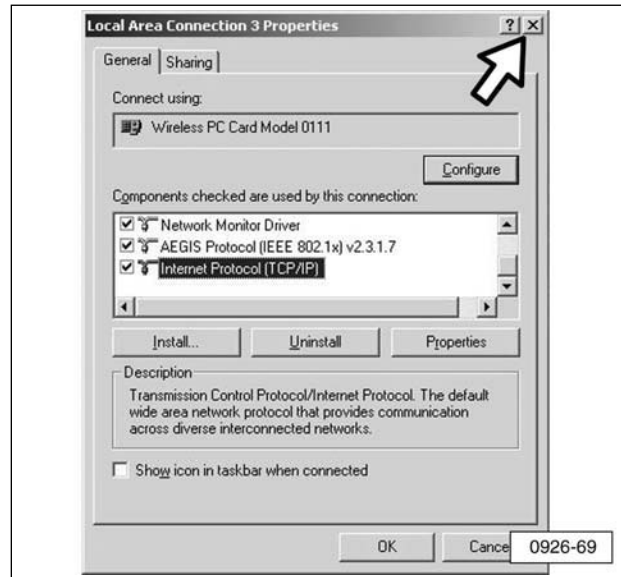 Local Area Connection 3 Properties
?
General
Sharing
Connect using:
Wireless PC Card Model 0111
Configure
Components checked are used by this connection:
Network Monitor Driver
AEGIS Protocol (IEEE 802.1x) v2.3.1.7
Internet Protocol (TCP/IP)
Install...
Uninstall
Properties
Description
Transmission Control Protocol/Internet Protocol. The default
wide area network protocol that provides communication
across diverse interconnected networks.
Show icon in taskbar when connected
OK
Cance
0926-69